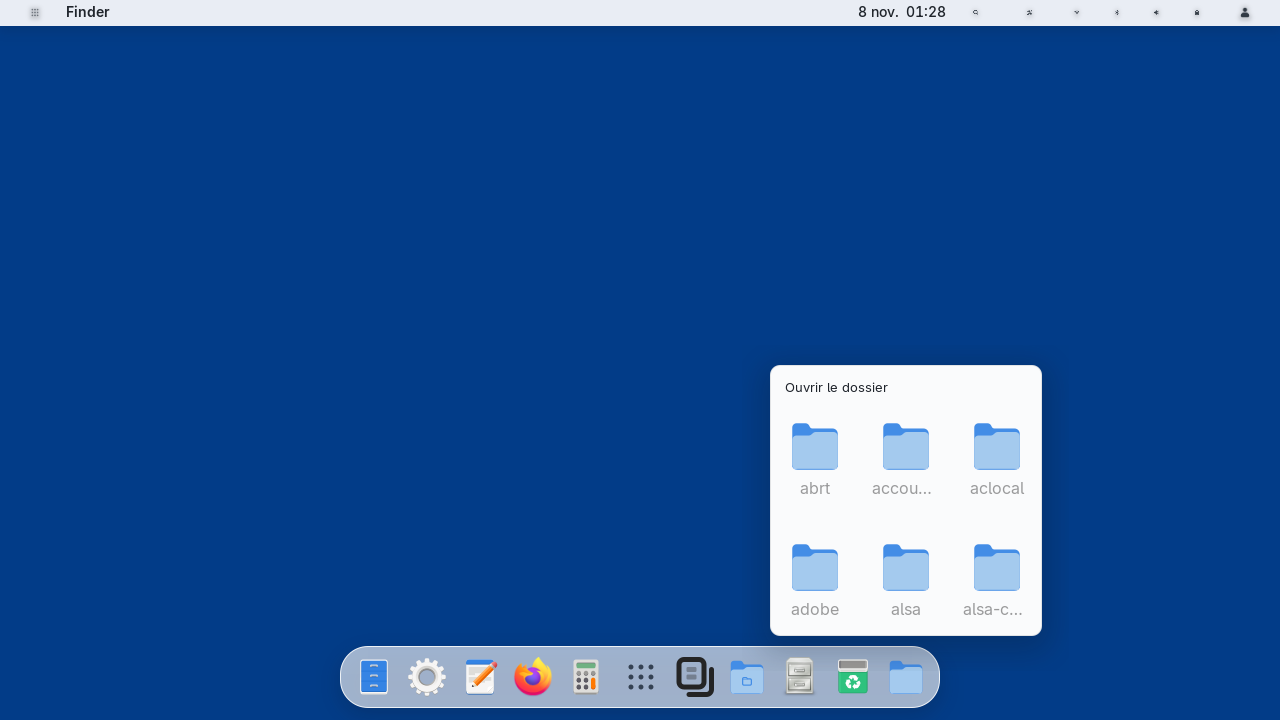 Finder
8 nov. 01:28
Ouvrir le dossier
abrt accou... aclocal
adobe alsa alsa-c...